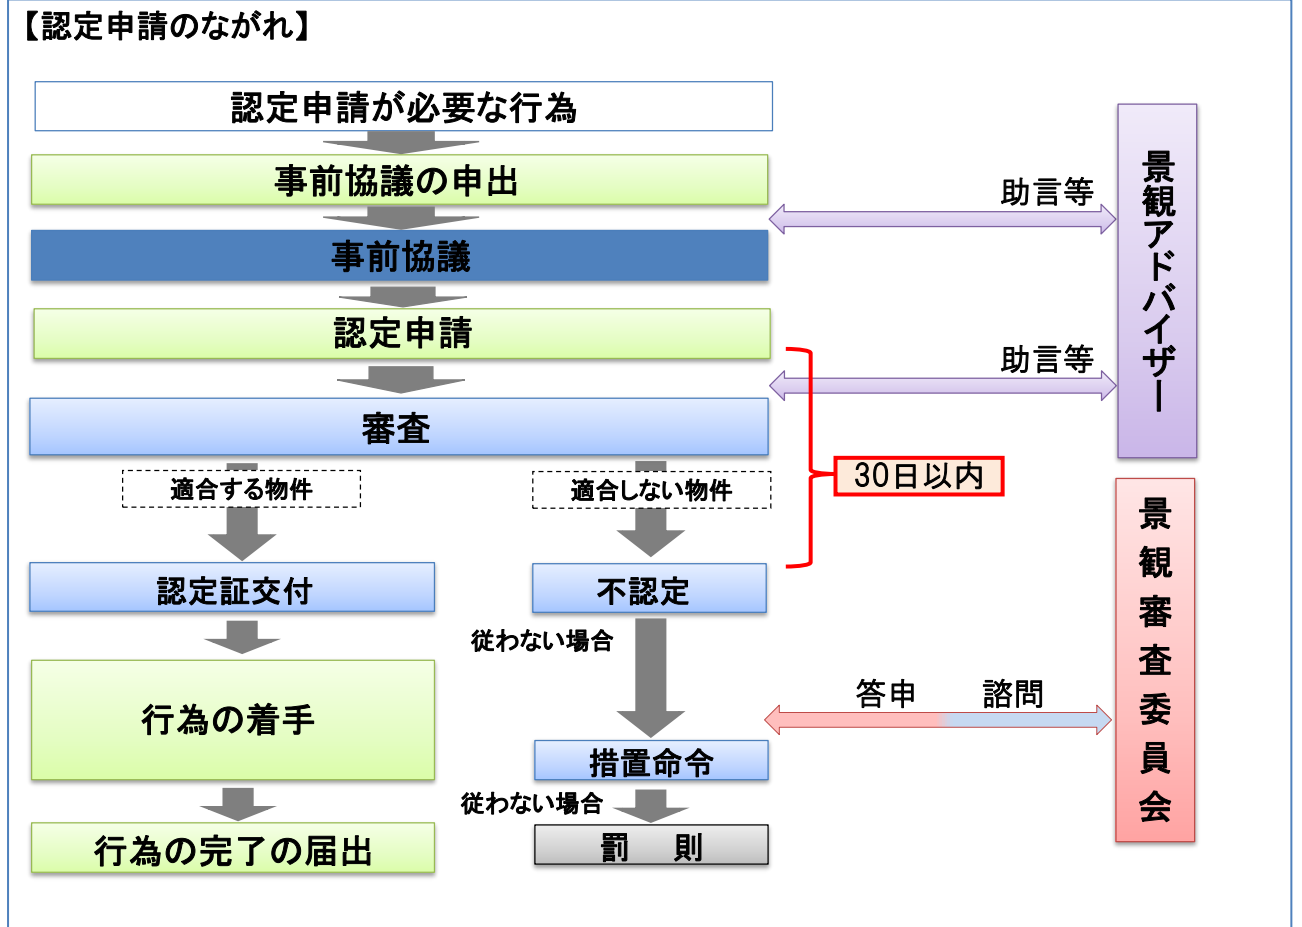 【認定申請のながれ】
認定申請が必要な行為
事前協議の申出
助言等
事前協議
認定申請
助言等
審査
景観アドバイザー
適合する物件
適合しない物件
30日以内
認定証交付
不認定
従わない場合
行為の着手
答申
諮問
措置命令
従わない場合
行為の完了の届出
罰 則
景観審査委員会